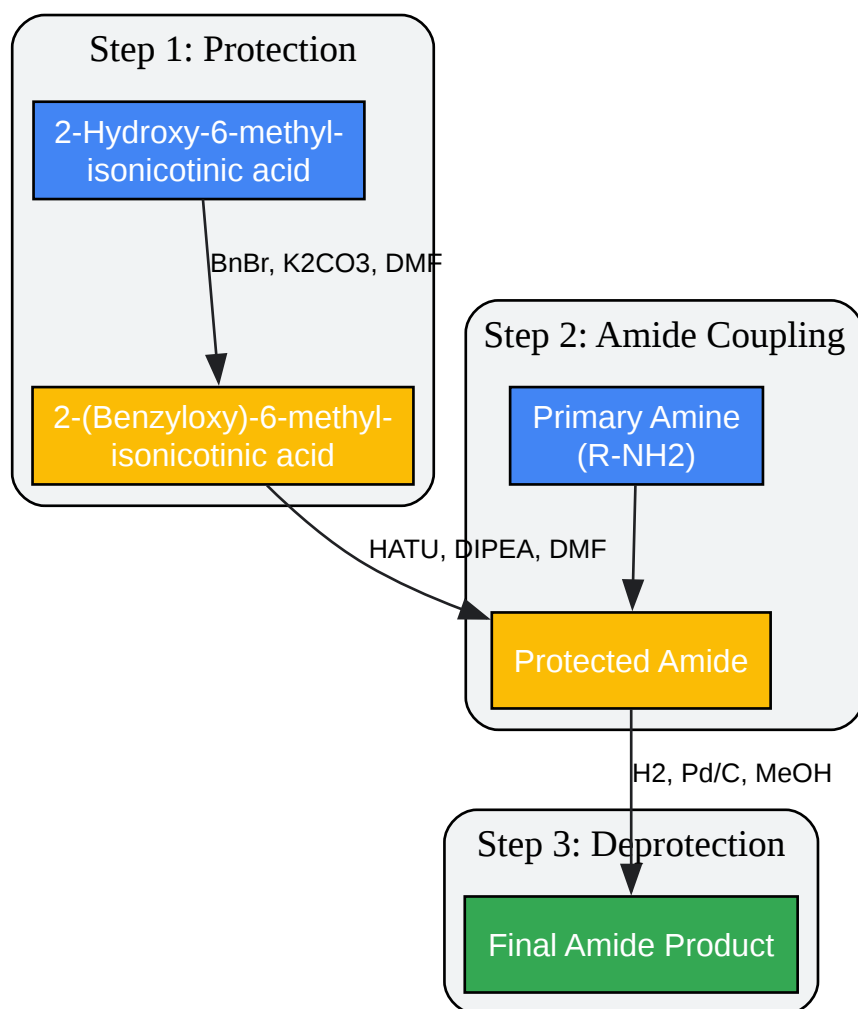 Step 1: Protection
2-Hydroxy-6-methyl-
isonicotinic acid
BnBr, K2CO3, DMF
2-(Benzyloxy)-6-methyl-
isonicotinic acid
Step 2: Amide Coupling
Primary Amine
(R-NH2)
HATU, DIPEA, DMF
Protected Amide
H2, Pd/C, MeOH
Step 3: Deprotection
Final Amide Product